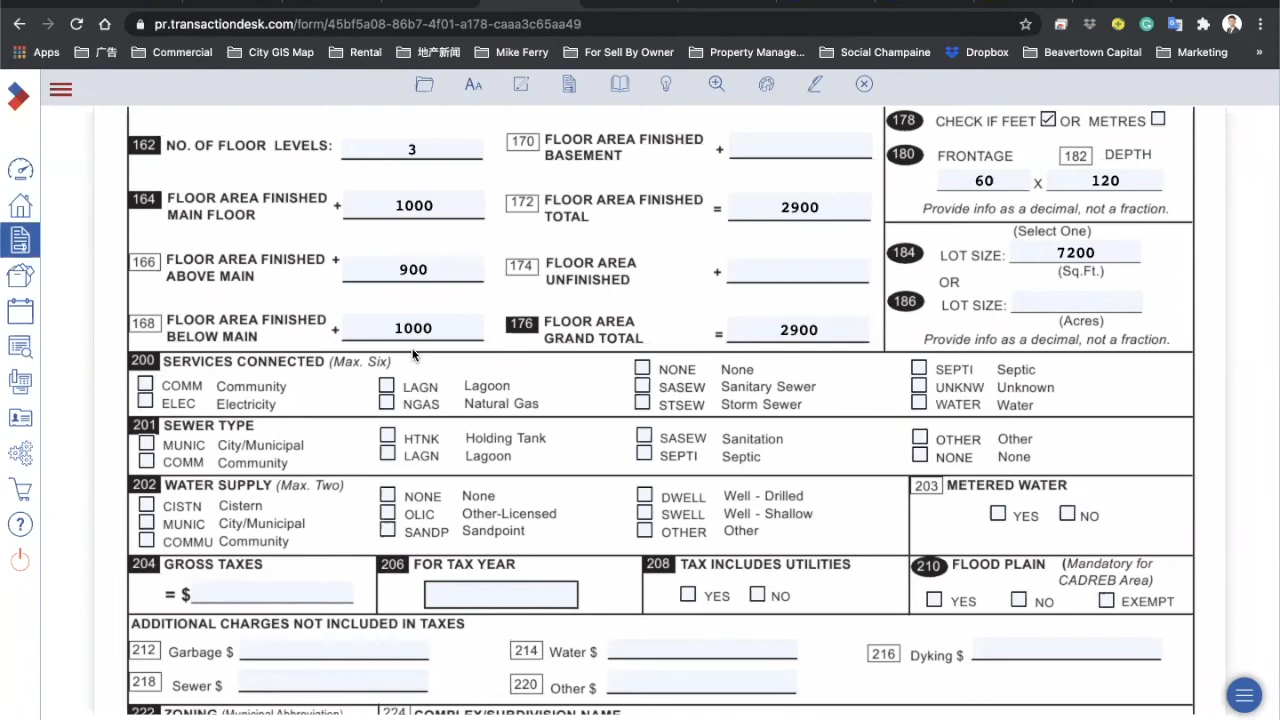 pr.transactiondesk.com/form/45bf5a08-86b7-4f01-a178-caaa3c65aa49
Apps 广告 Commercial City GIS Map Rental 地产新闻 Mike Ferry For Sell By Owner Property Manage... Social Champaine Dropbox Beavertown Capital Marketing »
162 NO. OF FLOOR LEVELS: 3
170 FLOOR AREA FINISHED BASEMENT +
178 CHECK IF FEET OR METRES
180 FRONTAGE 182 DEPTH
60 X 120
Provide info as a decimal, not a fraction.
164 FLOOR AREA FINISHED MAIN FLOOR + 1000
172 FLOOR AREA FINISHED TOTAL = 2900
(Select One)
184 LOT SIZE: 7200
(Sq.Ft.)
OR
166 FLOOR AREA FINISHED ABOVE MAIN + 900
174 FLOOR AREA UNFINISHED +
186 LOT SIZE:
(Acres)
Provide info as a decimal, not a fraction.
168 FLOOR AREA FINISHED BELOW MAIN + 1000
176 FLOOR AREA GRAND TOTAL = 2900
200 SERVICES CONNECTED (Max. Six)
NONE None SEPTI Septic
COMM Community LAGN Lagoon SASEW Sanitary Sewer UNKNW Unknown
ELEC Electricity NGAS Natural Gas STSEW Storm Sewer WATER Water
201 SEWER TYPE
MUNIC City/Municipal HTNK Holding Tank SASEW Sanitation OTHER Other
COMM Community LAGN Lagoon SEPTI Septic NONE None
202 WATER SUPPLY (Max. Two)
203 METERED WATER
CISTN Cistern NONE None DWELL Well - Drilled
MUNIC City/Municipal OLIC Other-Licensed SWELL Well - Shallow YES NO
COMMU Community SANDP Sandpoint OTHER Other
204 GROSS TAXES 206 FOR TAX YEAR 208 TAX INCLUDES UTILITIES 210 FLOOD PLAIN (Mandatory for CADREB Area)
= $ YES NO YES NO EXEMPT
ADDITIONAL CHARGES NOT INCLUDED IN TAXES
212 Garbage $ 214 Water $ 216 Dyking $
218 Sewer $ 220 Other $
222 ZONING (Municipal Abbreviation) 224 COMPLEX/SUBDIVISION NAME